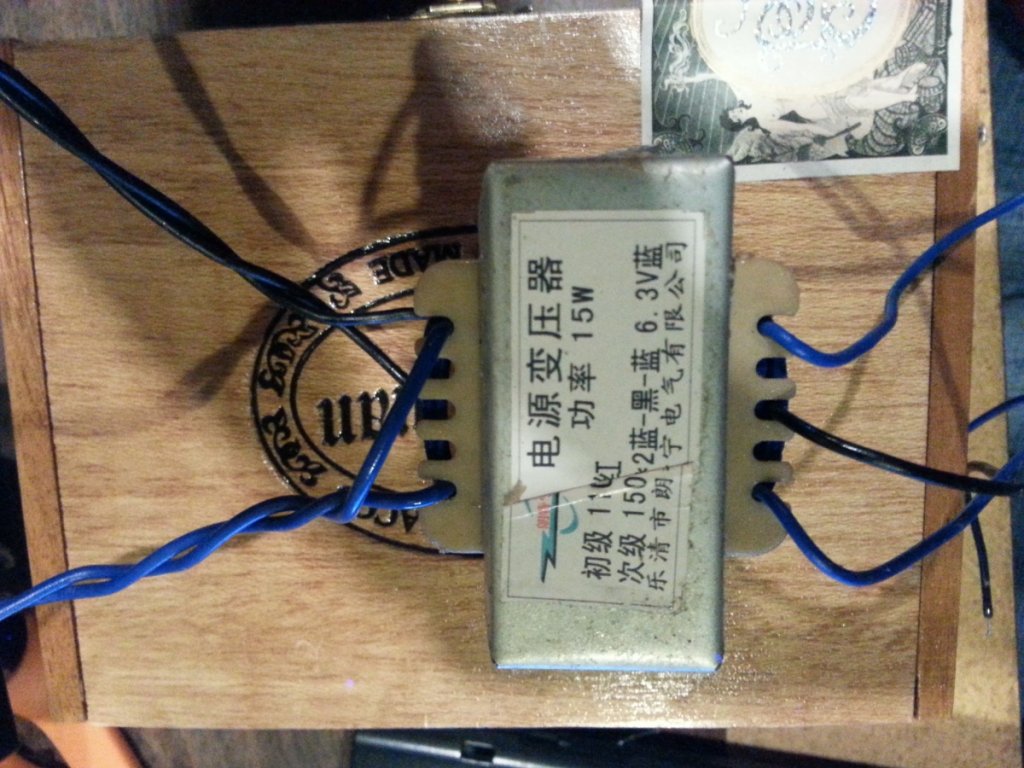 电源变压器
功率 15W
初级 红
次级 150*2蓝-黑-蓝 6.3V蓝
乐清市朗宁电气有限公司
MADE